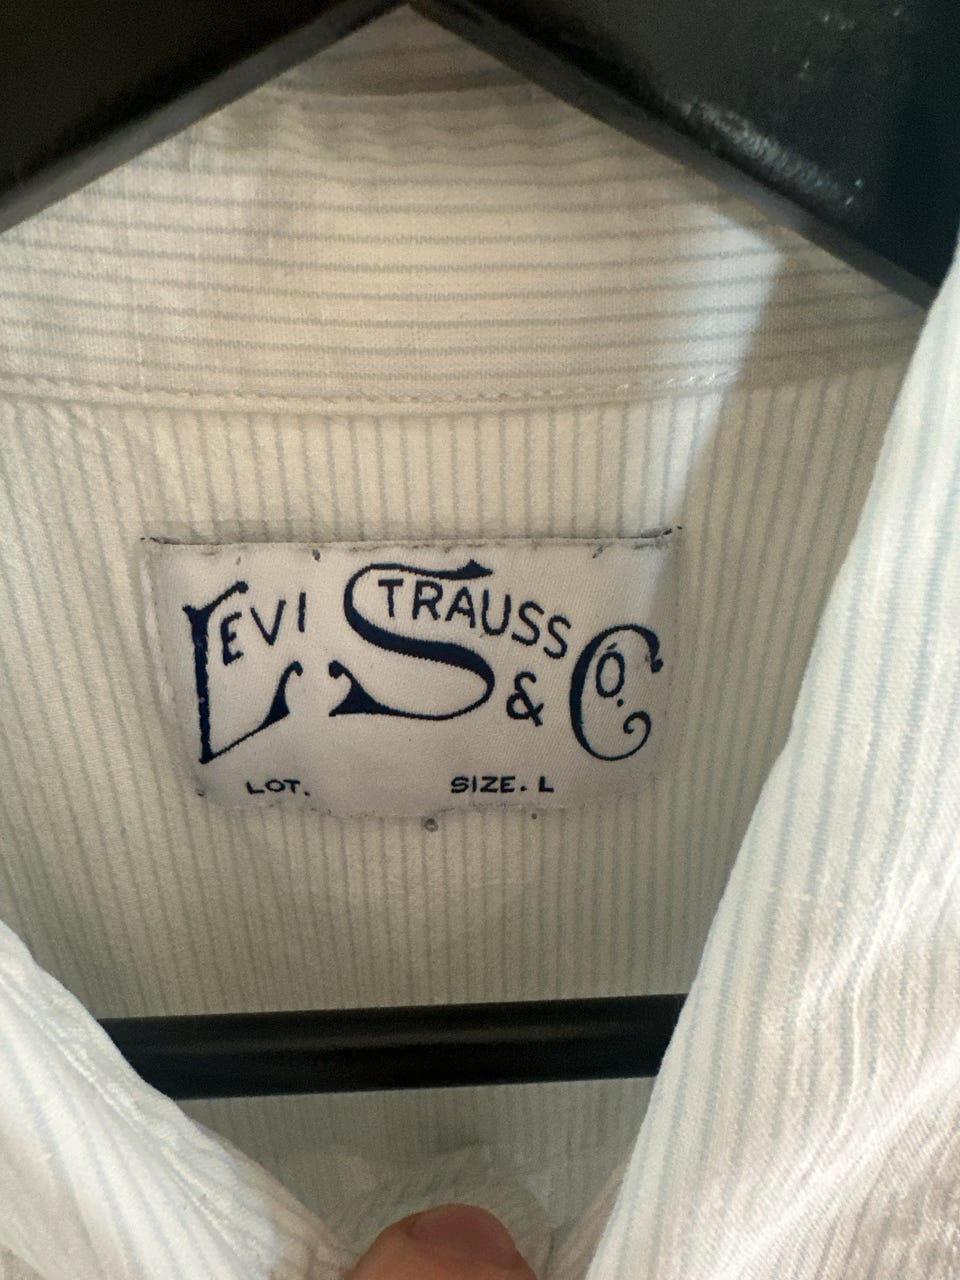 LEVI STRAUSS
& CO.
LOT. SIZE. L